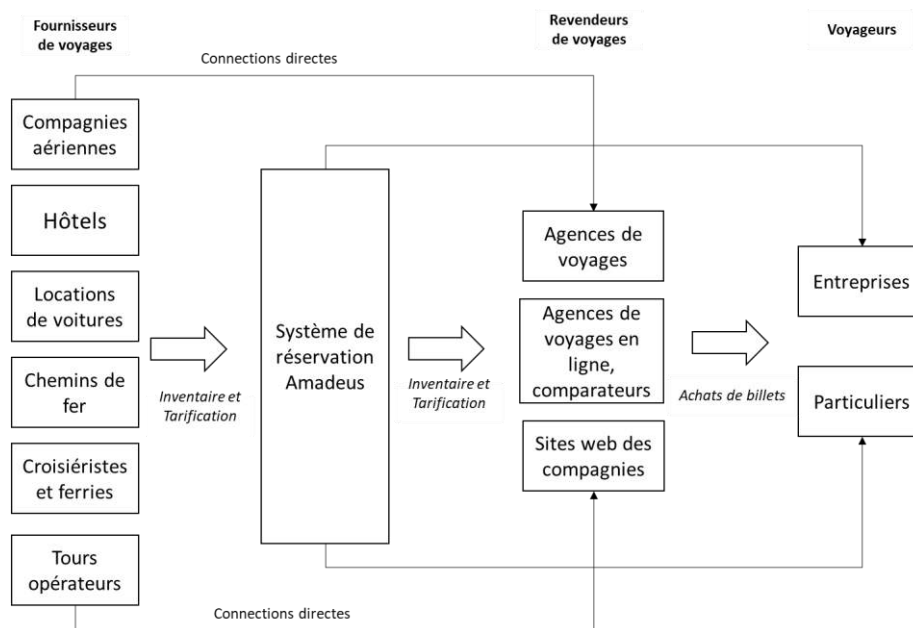 Fournisseurs
de voyages
Revendeurs
de voyages
Voyageurs
Connections directes
Compagnies
aériennes
Hôtels
Locations
de voitures
Chemins de
fer
Croisiéristes
et ferries
Tours
opérateurs
Inventaire et
Tarification
Système de
réservation
Amadeus
Inventaire et
Tarification
Agences de
voyages
Agences de
voyages en
ligne,
comparateurs
Sites web des
compagnies
Achats de billets
Entreprises
Particuliers
Connections directes